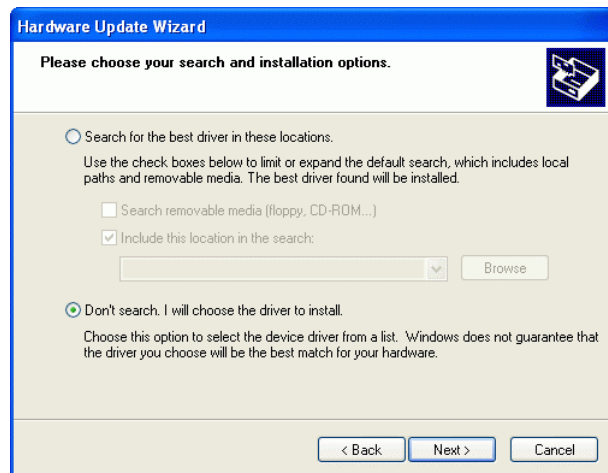 Hardware Update Wizard
Please choose your search and installation options.
Search for the best driver in these locations.
Use the check boxes below to limit or expand the default search, which includes local
paths and removable media. The best driver found will be installed.
Search removable media (floppy, CD-ROM...)
Include this location in the search:
Browse
Don't search. I will choose the driver to install.
Choose this option to select the device driver from a list. Windows does not guarantee that
the driver you choose will be the best match for your hardware.
< Back Next > Cancel